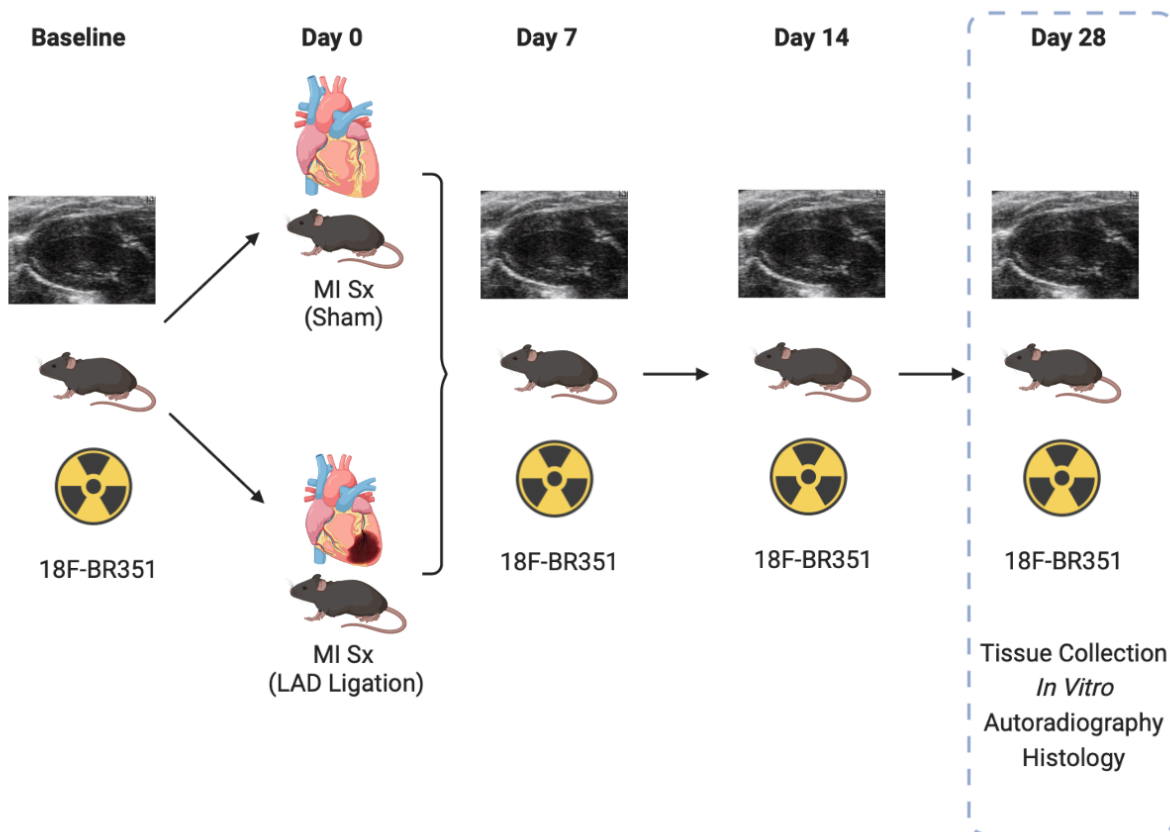 Baseline
Day 0
Day 7
Day 14
Day 28
MI Sx
(Sham)
18F-BR351
MI Sx
(LAD Ligation)
18F-BR351
18F-BR351
18F-BR351
Tissue Collection
In Vitro
Autoradiography
Histology